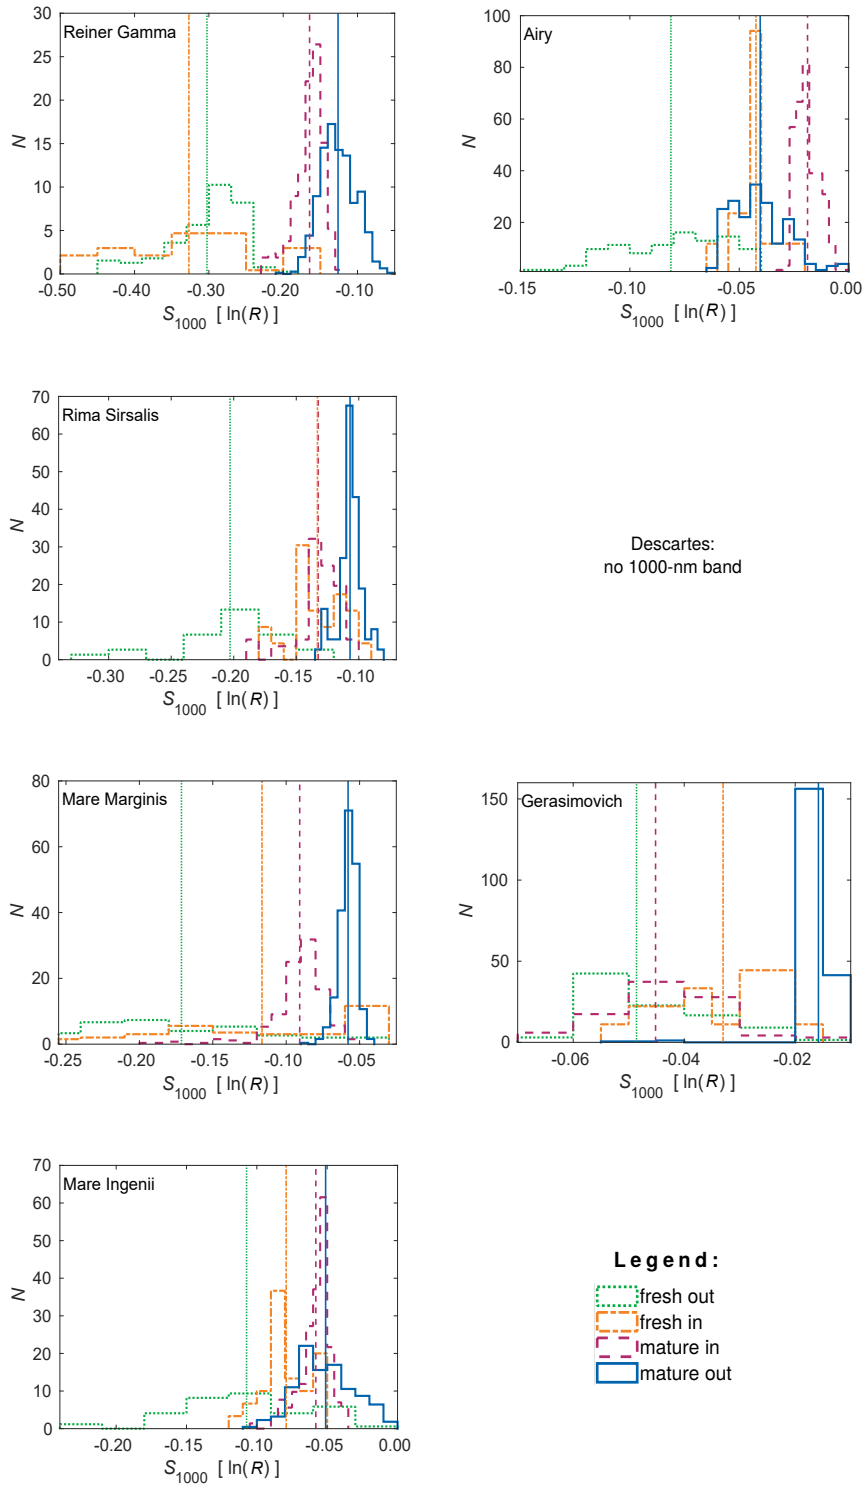 Reiner Gamma
30
25
20
15
10
5
0
N
-0.50 -0.40 -0.30 -0.20 -0.10
S1000 [ ln(R) ]
Airy
100
80
60
40
20
N
-0.15 -0.10 -0.05 0.00
S1000 [ ln(R) ]
Rima Sirsalis
70
60
50
40
30
20
10
0
N
-0.30 -0.25 -0.20 -0.15 -0.10
S1000 [ ln(R) ]
Descartes:
no 1000-nm band
Mare Marginis
80
60
40
20
0
N
-0.25 -0.20 -0.15 -0.10 -0.05
S1000 [ ln(R) ]
Gerasimovich
150
100
50
0
N
-0.06 -0.04 -0.02
S1000 [ ln(R) ]
Mare Ingenii
70
60
50
40
30
20
10
0
N
-0.20 -0.15 -0.10 -0.05 0.00
S1000 [ ln(R) ]
Legend:
fresh out
fresh in
mature in
mature out